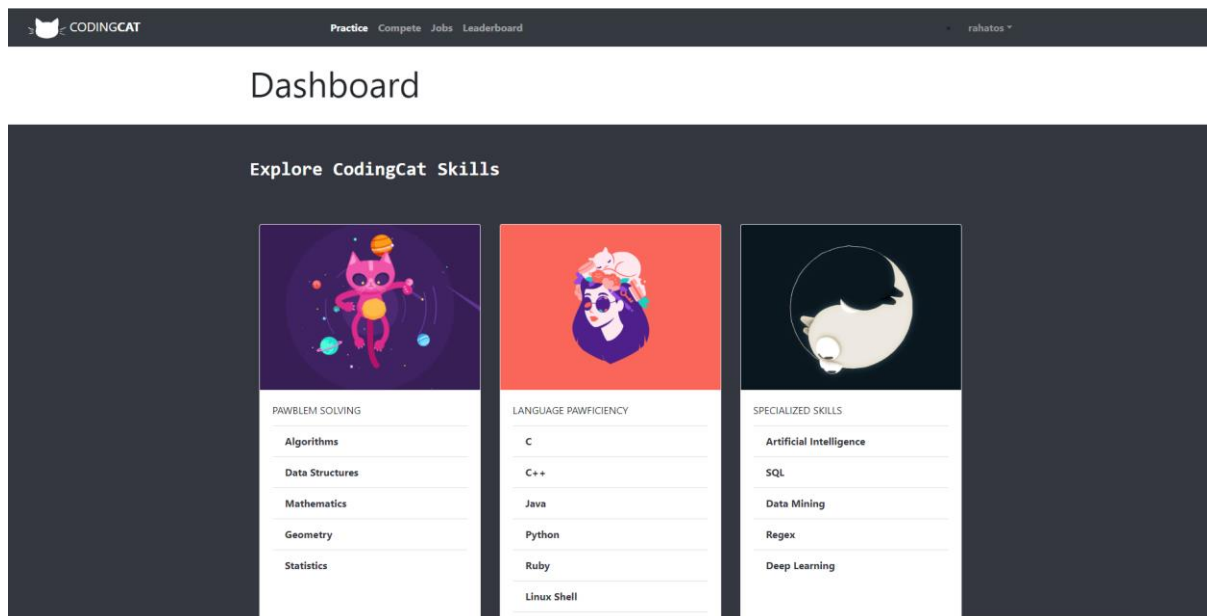 CODINGCAT
Practice Compete Jobs Leaderboard
rahatos
Dashboard
Explore CodingCat Skills
PAWBLEM SOLVING
Algorithms
Data Structures
Mathematics
Geometry
Statistics
LANGUAGE PAWFICIENCY
C
C++
Java
Python
Ruby
Linux Shell
SPECIALIZED SKILLS
Artificial Intelligence
SQL
Data Mining
Regex
Deep Learning